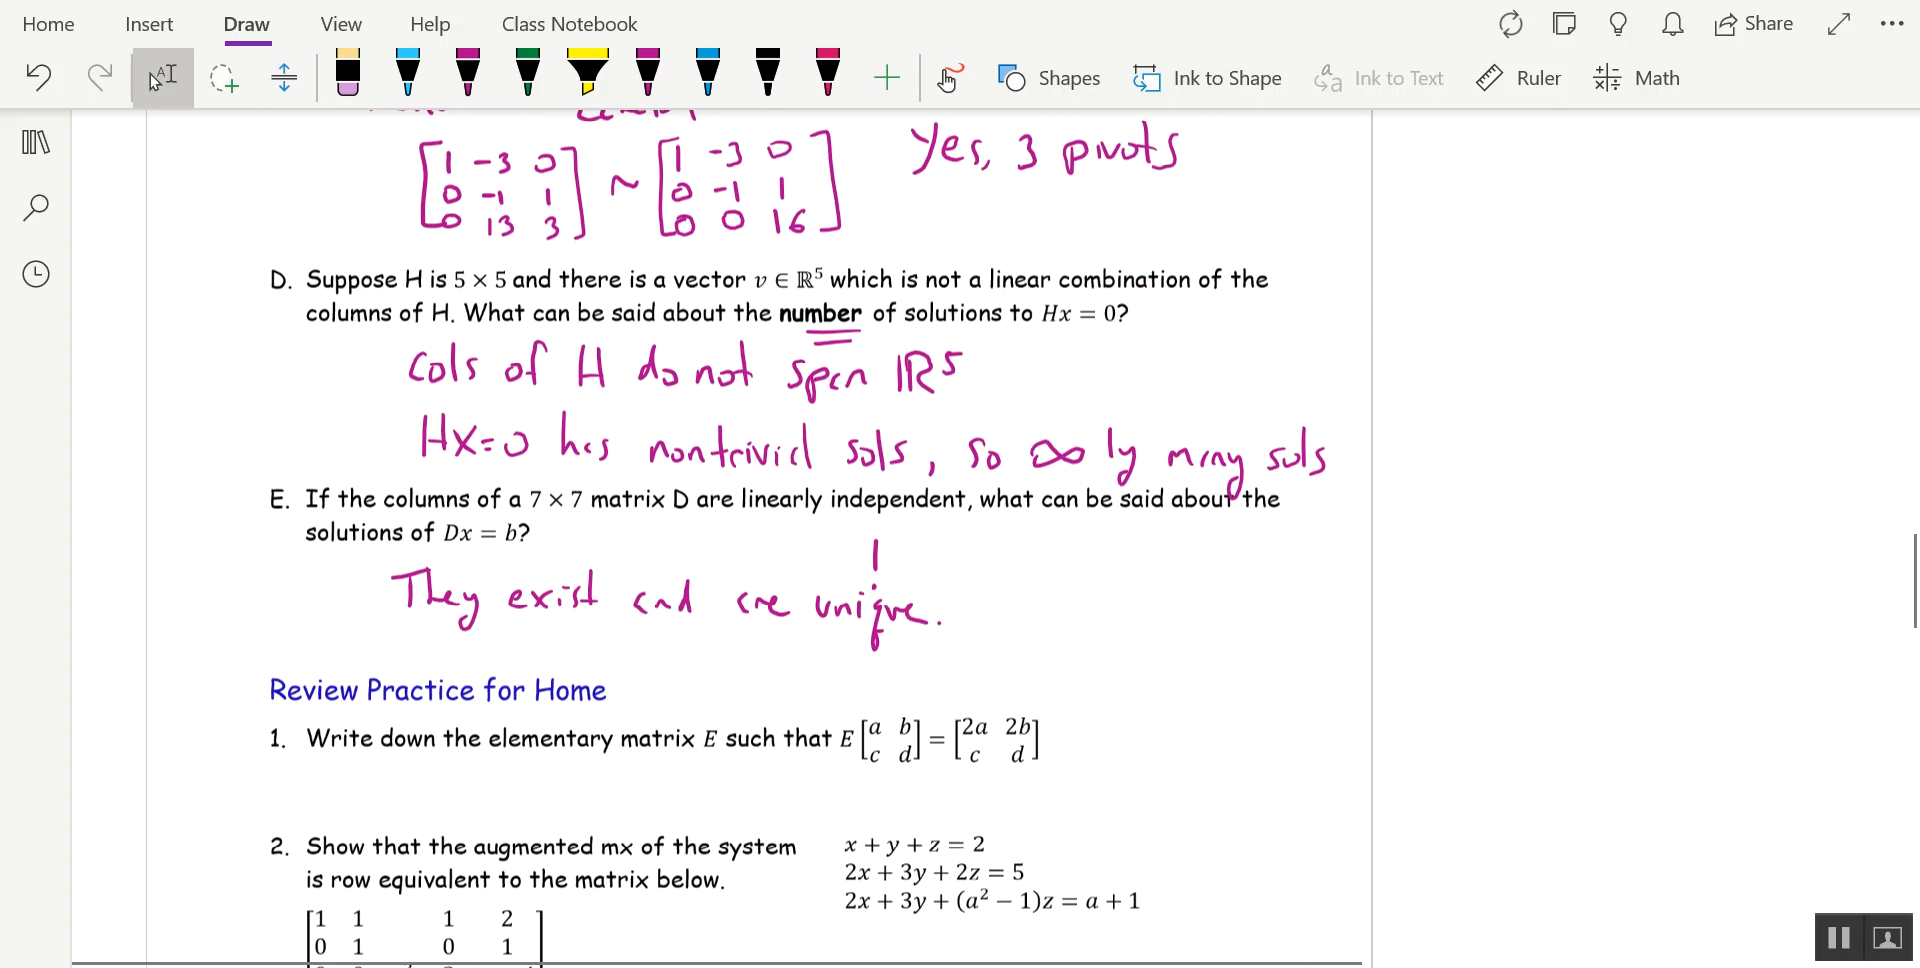 Home Insert Draw View Help Class Notebook Share
Shapes Ink to Shape Ink to Text Ruler Math
[1 -3 0 ~ [1 -3 0 Yes, 3 pivots
0 -1 1 0 -1 1
0 13 3] 0 0 16]
D. Suppose H is 5 × 5 and there is a vector v ∈ ℝ⁵ which is not a linear combination of the
columns of H. What can be said about the number of solutions to Hx = 0?
Cols of H do not span ℝ⁵
Hx=0 has nontrivial sols, so ∞ly many sols
E. If the columns of a 7 × 7 matrix D are linearly independent, what can be said about the
solutions of Dx = b?
They exist and are unique.
Review Practice for Home
1. Write down the elementary matrix E such that E [a b; c d] = [2a 2b; c d]
2. Show that the augmented mx of the system x + y + z = 2
is row equivalent to the matrix below. 2x + 3y + 2z = 5
2x + 3y + (a² − 1)z = a + 1
[1 1 1 2
0 1 0 1]